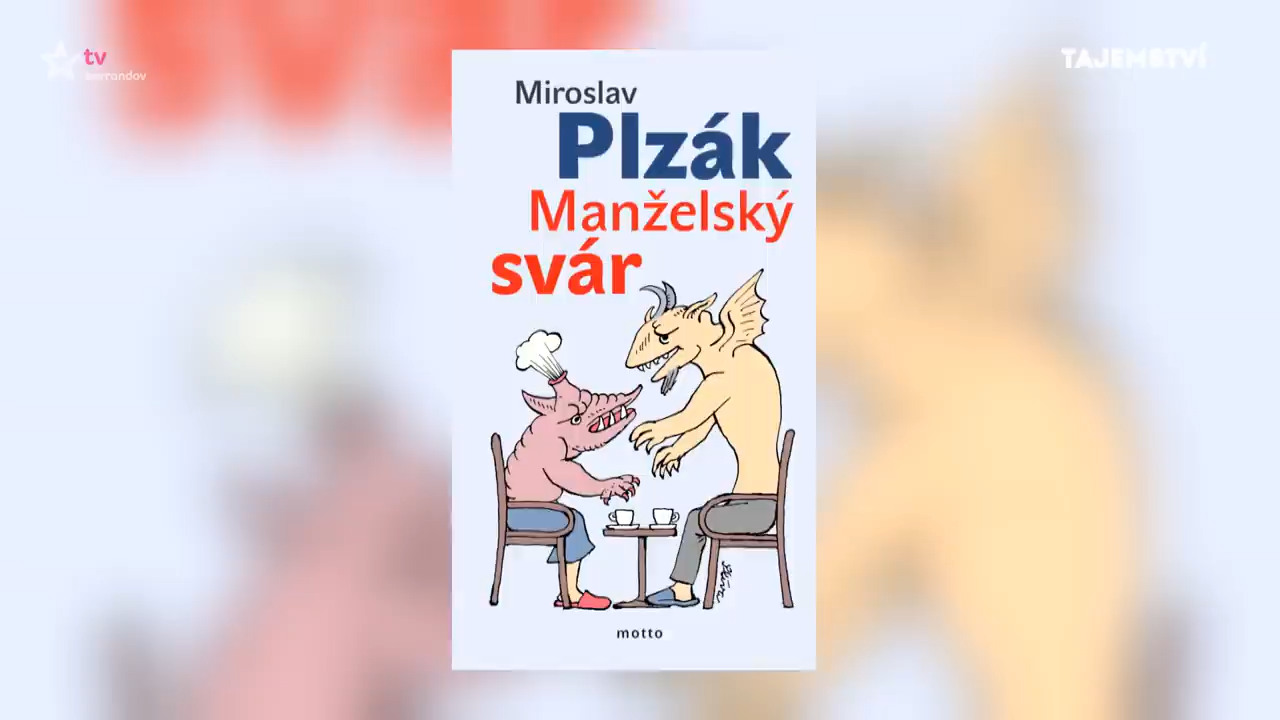 tv
barrandov
TAJEMSTVÍ
Miroslav
Plzák
Manželský
svár
motto